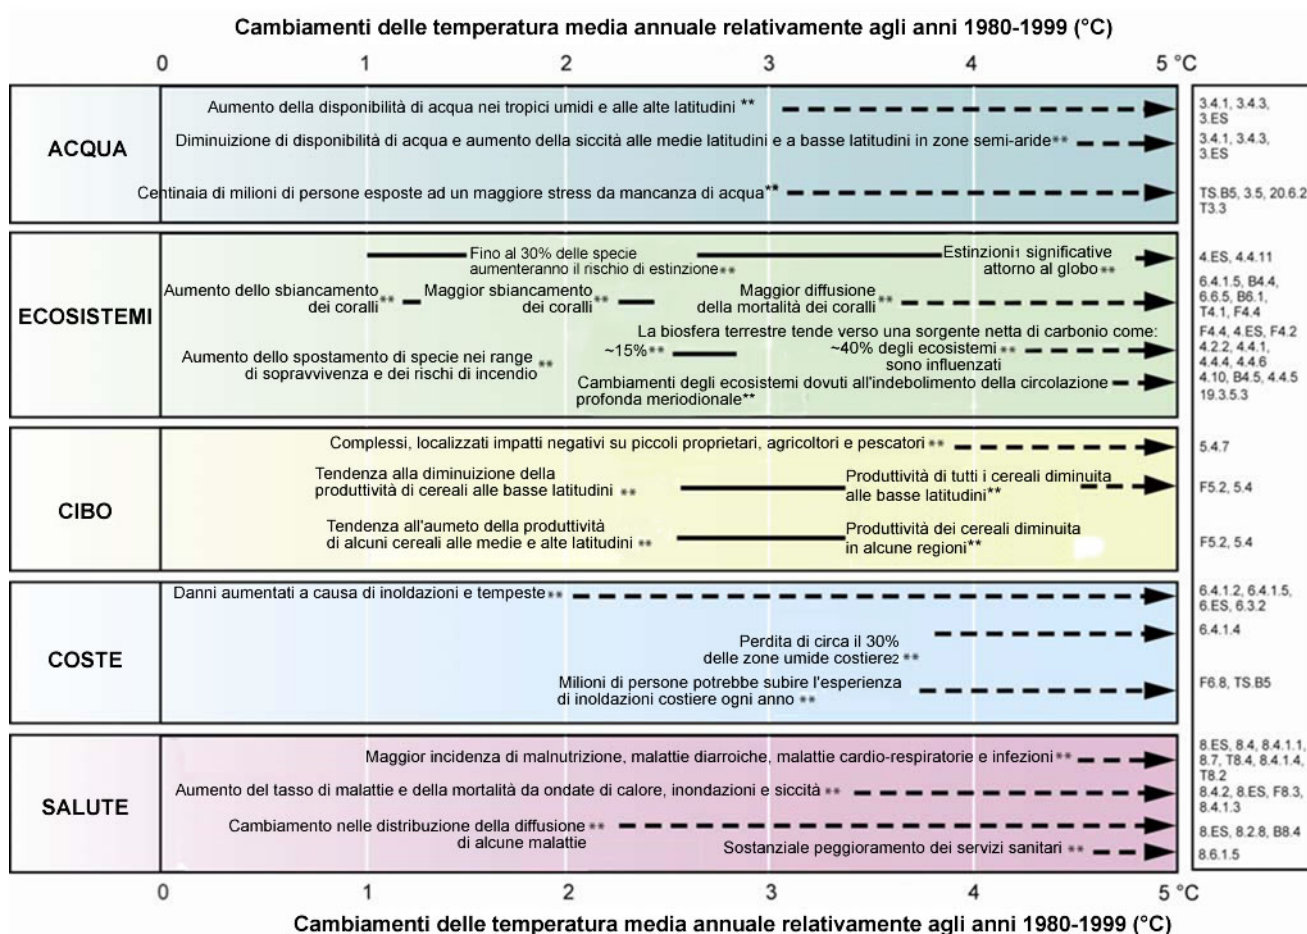 Cambiamenti delle temperatura media annuale relativamente agli anni 1980-1999 (°C)
0 1 2 3 4 5 °C
ACQUA
Aumento della disponibilità di acqua nei tropici umidi e alle alte latitudini **
3.4.1, 3.4.3,
3.ES
Diminuizione di disponibilità di acqua e aumento della siccità alle medie latitudini e a basse latitudini in zone semi-aride**
3.4.1, 3.4.3,
3.ES
Centinaia di milioni di persone esposte ad un maggiore stress da mancanza di acqua**
TS.B5, 3.5, 20.6.2
T3.3
ECOSISTEMI
Fino al 30% delle specie
aumenteranno il rischio di estinzione**
Estinzioni1 significative
attorno al globo **
4.ES, 4.4.11
Aumento dello sbiancamento
dei coralli**
Maggior sbiancamento
dei coralli **
Maggior diffusione
della mortalità dei coralli **
6.4.1.5, B4.4,
6.6.5, B6.1,
T4.1, F4.4
La biosfera terrestre tende verso una sorgente netta di carbonio come:
~15%**
~40% degli ecosistemi **
sono influenzati
Aumento dello spostamento di specie nei range
di sopravvivenza e dei rischi di incendio
**
F4.4, 4.ES, F4.2
4.2.2, 4.4.1,
4.4.4, 4.4.6
4.10, B4.5, 4.4.5
19.3.5.3
Cambiamenti degli ecosistemi dovuti all'indebolimento della circolazione
profonda meriodionale**
CIBO
Complessi, localizzati impatti negativi su piccoli proprietari, agricoltori e pescatori **
5.4.7
Tendenza alla diminuizione della
produttività di cereali alle basse latitudini **
Produttività di tutti i cereali diminuita
alle basse latitudini**
F5.2, 5.4
Tendenza all'aumeto della produttività
di alcuni cereali alle medie e alte latitudini **
Produttività dei cereali diminuita
in alcune regioni**
F5.2, 5.4
COSTE
Danni aumentati a causa di inoldazioni e tempeste**
6.4.1.2, 6.4.1.5,
6.ES, 6.3.2
Perdita di circa il 30%
delle zone umide costiere2 **
6.4.1.4
Milioni di persone potrebbe subire l'esperienza
di inoldazioni costiere ogni anno **
F6.8, TS.B5
SALUTE
Maggior incidenza di malnutrizione, malattie diarroiche, malattie cardio-respiratorie e infezioni**
8.ES, 8.4, 8.4.1.1,
8.7, T8.4, 8.4.1.4,
T8.2
Aumento del tasso di malattie e della mortalità da ondate di calore, inondazioni e siccità **
8.4.2, 8.ES, F8.3,
8.4.1.3
Cambiamento nelle distribuzione della diffusione **
di alcune malattie
8.ES, 8.2.8, B8.4
Sostanziale peggioramento dei servizi sanitari **
8.6.1.5
0 1 2 3 4 5 °C
Cambiamenti delle temperatura media annuale relativamente agli anni 1980-1999 (°C)